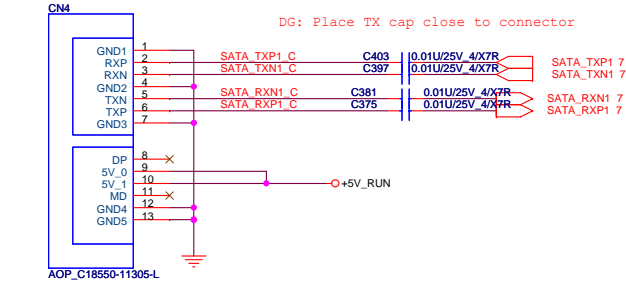 CN4
DG: Place TX cap close to connector
GND1 1
RXP 2 SATA_TXP1_C C403 0.01U/25V_4/X7R SATA_TXP1 7
RXN 3 SATA_TXN1_C C397 0.01U/25V_4/X7R SATA_TXN1 7
GND2 4
TXN 5 SATA_RXN1_C C381 0.01U/25V_4/X7R SATA_RXN1 7
TXP 6 SATA_RXP1_C C375 0.01U/25V_4/X7R SATA_RXP1 7
GND3 7
DP 8
5V_0 9
5V_1 10 +5V_RUN
MD 11
GND4 12
GND5 13
AOP_C18550-11305-L